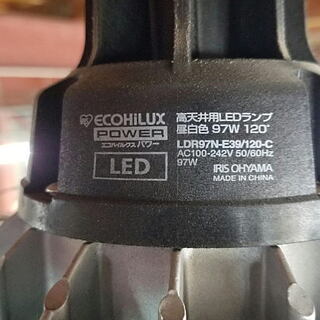 ECOHiLUX
POWER
エコハイルクス パワー
LED
高天井用LEDランプ
昼白色 97W 120°
LDR97N-E39/120-C
AC100-242V 50/60Hz
97W
IRIS OHYAMA
MADE IN CHINA